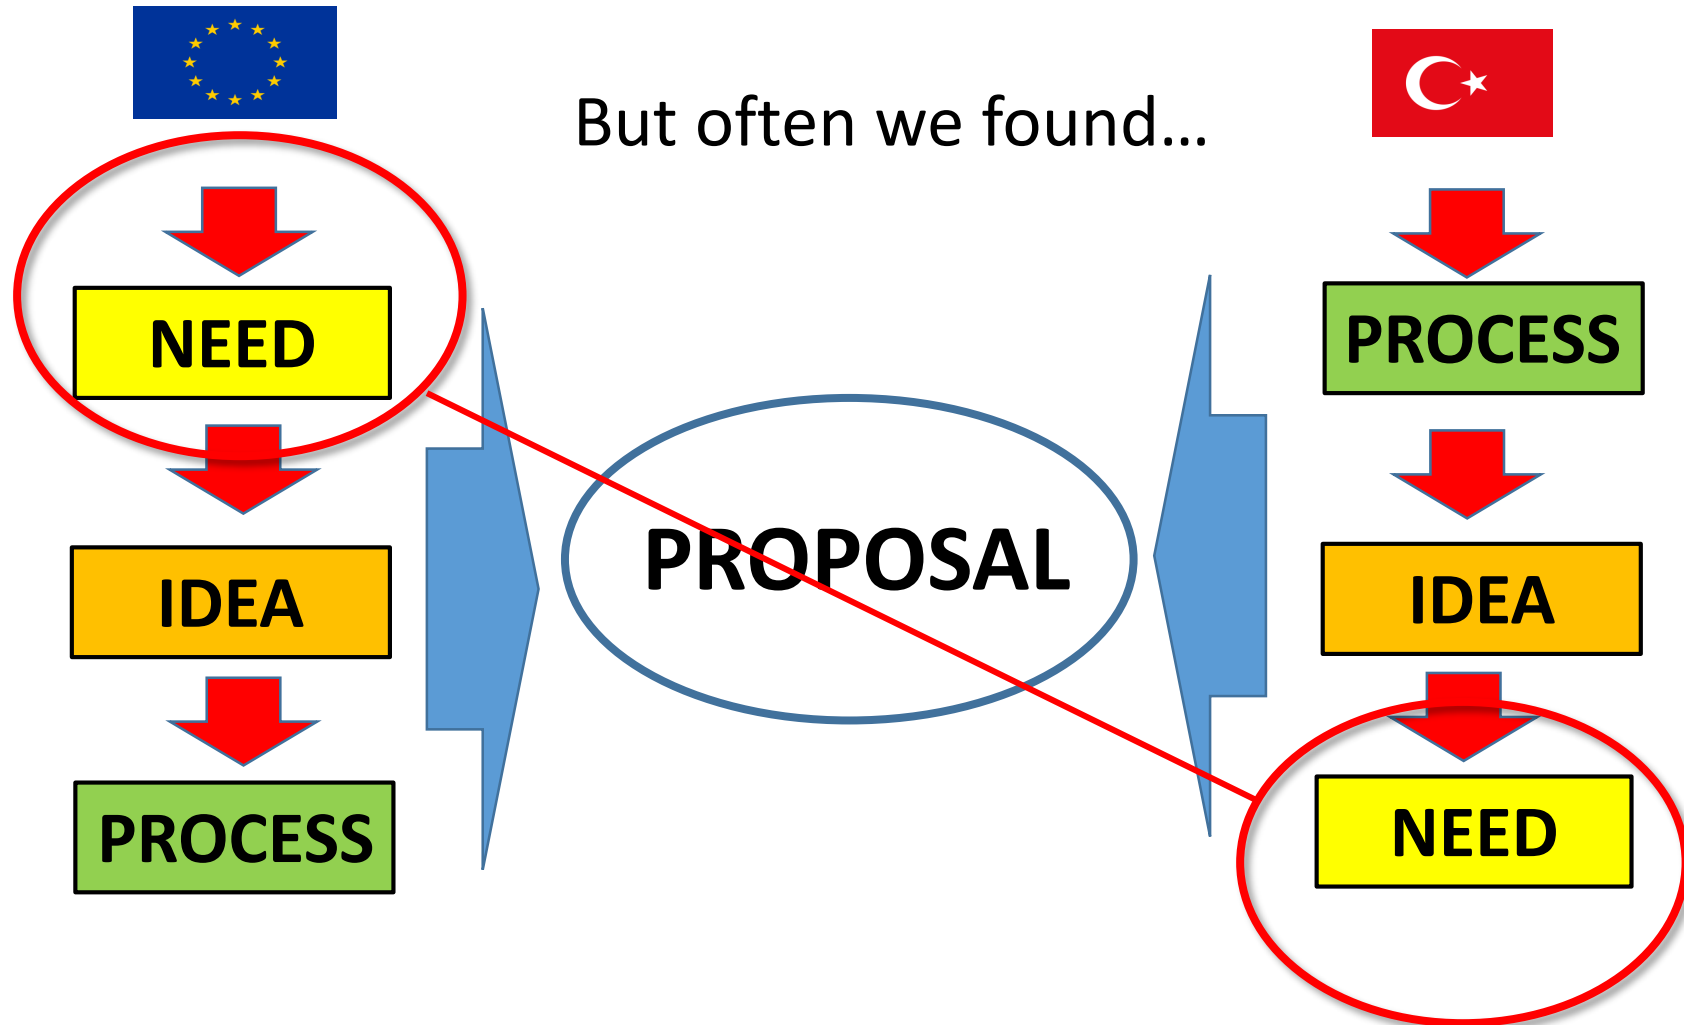 But often we found…
NEED
IDEA
PROCESS
PROPOSAL
PROCESS
IDEA
NEED